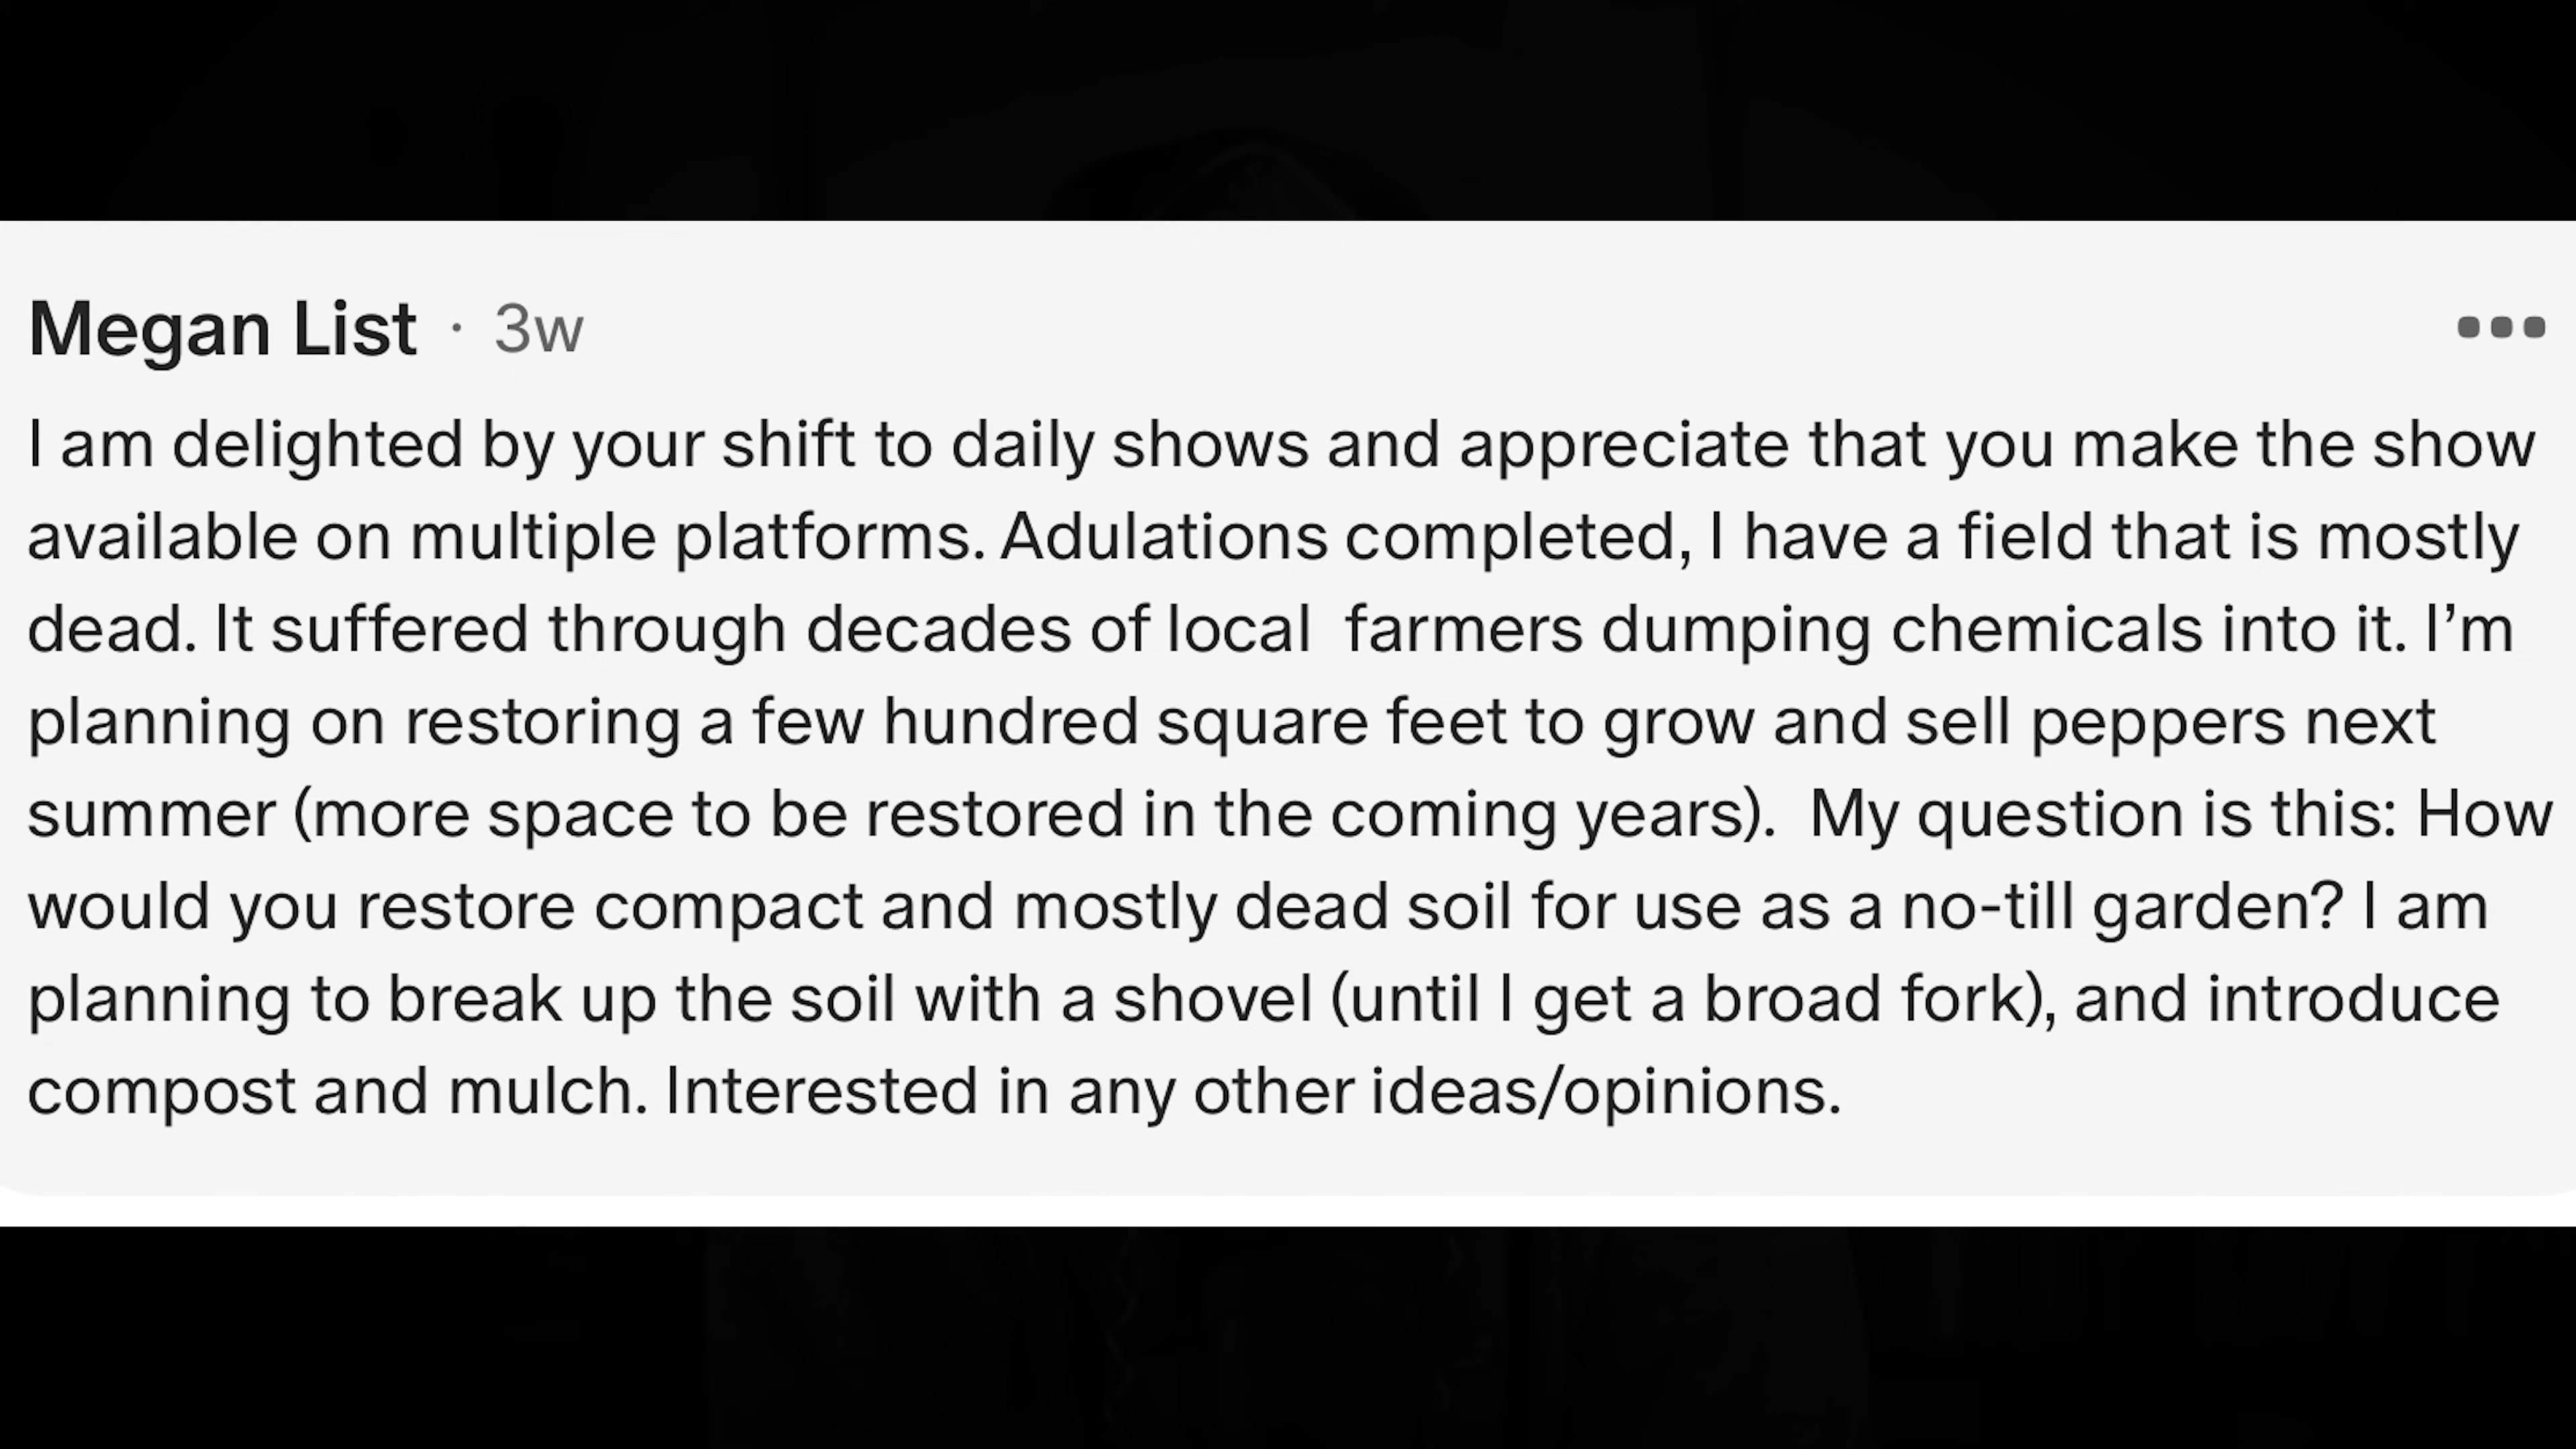 Megan List · 3w
I am delighted by your shift to daily shows and appreciate that you make the show
available on multiple platforms. Adulations completed, I have a field that is mostly
dead. It suffered through decades of local  farmers dumping chemicals into it. I’m
planning on restoring a few hundred square feet to grow and sell peppers next
summer (more space to be restored in the coming years).  My question is this: How
would you restore compact and mostly dead soil for use as a no-till garden? I am
planning to break up the soil with a shovel (until I get a broad fork), and introduce
compost and mulch. Interested in any other ideas/opinions.